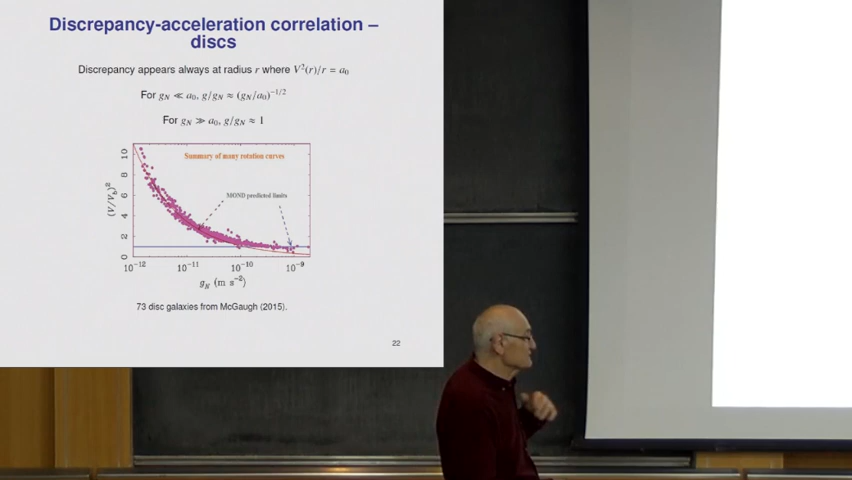 Discrepancy-acceleration correlation –
discs
Discrepancy appears always at radius r where V²(r)/r = a₀
For g_N ≪ a₀, g/g_N ≈ (g_N/a₀)^{-1/2}
For g_N ≫ a₀, g/g_N ≈ 1
Summary of many rotation curves
MOND predicted limits
(V/V_b)²
0 2 4 6 8 10
10⁻¹² 10⁻¹¹ 10⁻¹⁰ 10⁻⁹
g_N (m s⁻²)
73 disc galaxies from McGaugh (2015).
22